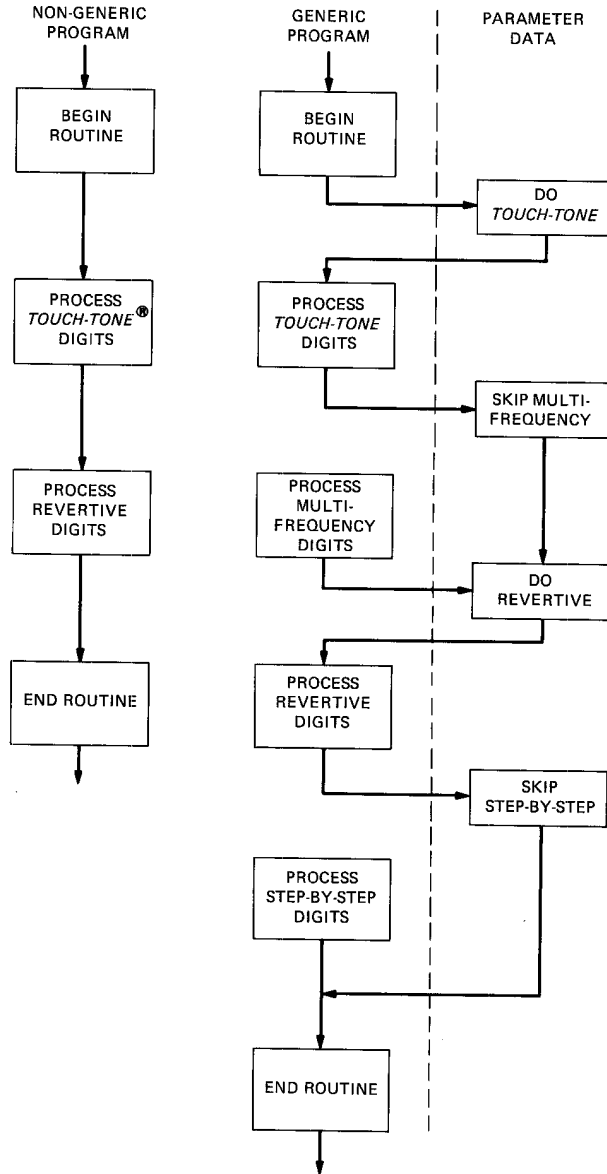 NON-GENERIC
PROGRAM
BEGIN
ROUTINE
PROCESS
TOUCH-TONE®
DIGITS
PROCESS
REVERTIVE
DIGITS
END ROUTINE
GENERIC
PROGRAM
BEGIN
ROUTINE
PROCESS
TOUCH-TONE
DIGITS
PROCESS
MULTI-
FREQUENCY
DIGITS
PROCESS
REVERTIVE
DIGITS
PROCESS
STEP-BY-STEP
DIGITS
END ROUTINE
PARAMETER
DATA
DO
TOUCH-TONE
SKIP MULTI-
FREQUENCY
DO
REVERTIVE
SKIP
STEP-BY-STEP